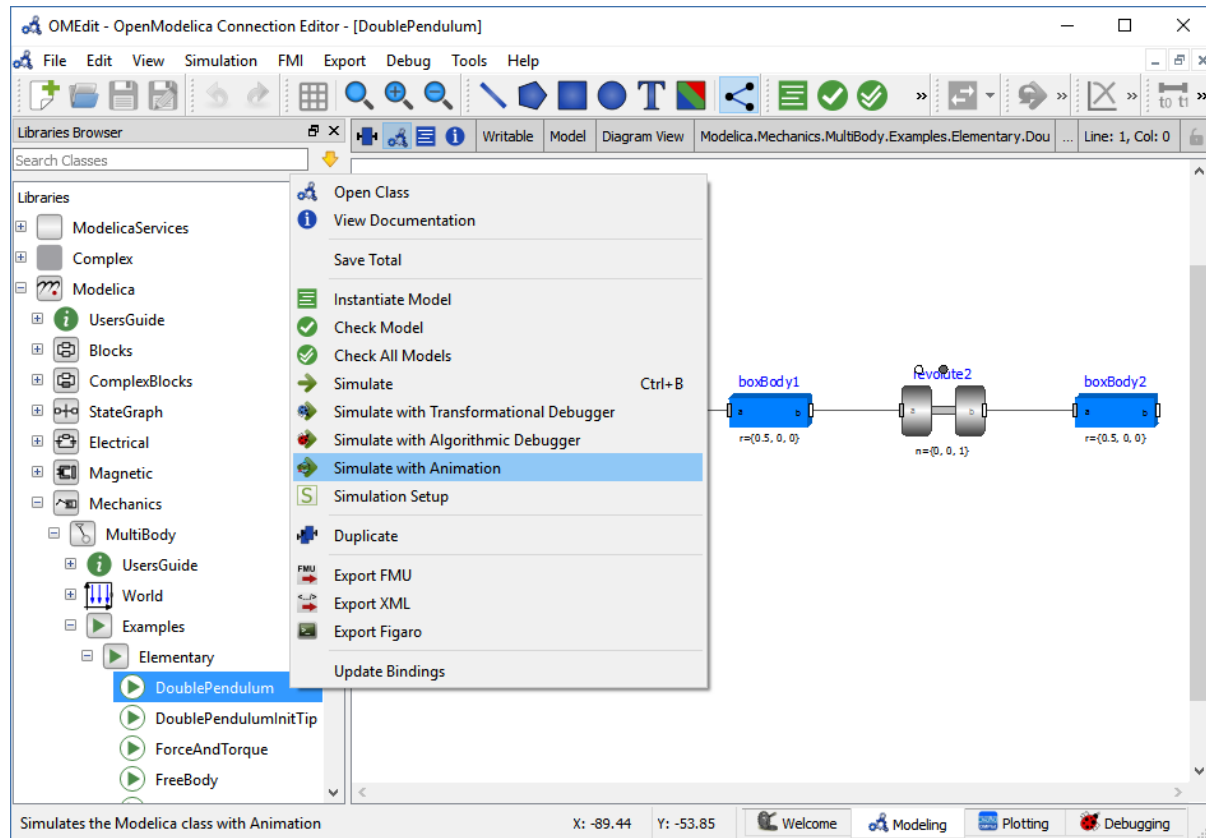 OMEdit - OpenModelica Connection Editor - [DoublePendulum]
File Edit View Simulation FMI Export Debug Tools Help
T
» » » to t1 »
Libraries Browser
Writable Model Diagram View Modelica.Mechanics.MultiBody.Examples.Elementary.Dou ... Line: 1, Col: 0
Search Classes
Libraries
ModelicaServices
Complex
Modelica
UsersGuide
Blocks
ComplexBlocks
StateGraph
Electrical
Magnetic
Mechanics
MultiBody
UsersGuide
World
Examples
Elementary
DoublePendulum
DoublePendulumInitTip
ForceAndTorque
FreeBody
Open Class
View Documentation
Save Total
Instantiate Model
Check Model
Check All Models
Simulate Ctrl+B
Simulate with Transformational Debugger
Simulate with Algorithmic Debugger
Simulate with Animation
S Simulation Setup
Duplicate
FMU Export FMU
Export XML
Export Figaro
Update Bindings
boxBody1 revolute2 boxBody2
a b a b a b
r={0.5, 0, 0} n={0, 0, 1} r={0.5, 0, 0}
Simulates the Modelica class with Animation X: -89.44 Y: -53.85 Welcome Modeling Plotting Debugging